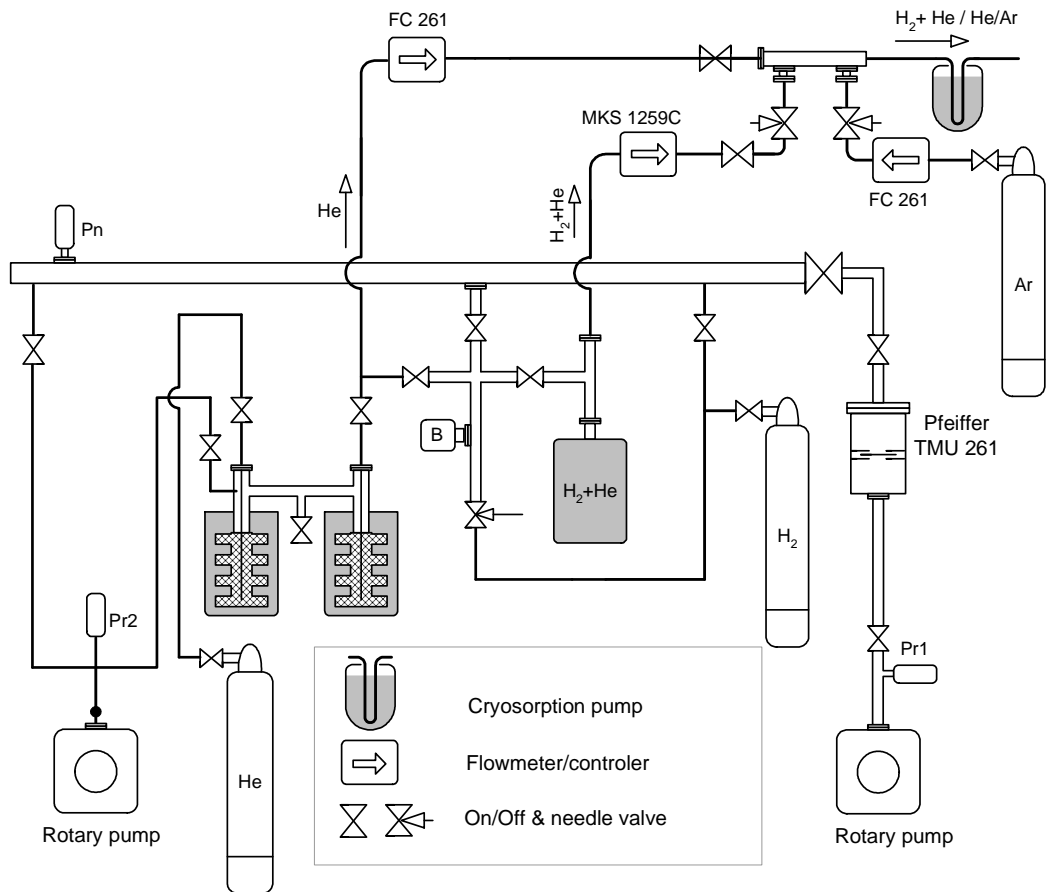 FC 261
H₂+ He / He/Ar
MKS 1259C
He
H₂+He
FC 261
Pn
Ar
B
Pfeiffer
TMU 261
H₂+He
H₂
Pr2
Pr1
Cryosorption pump
Flowmeter/controler
He
On/Off & needle valve
Rotary pump
Rotary pump